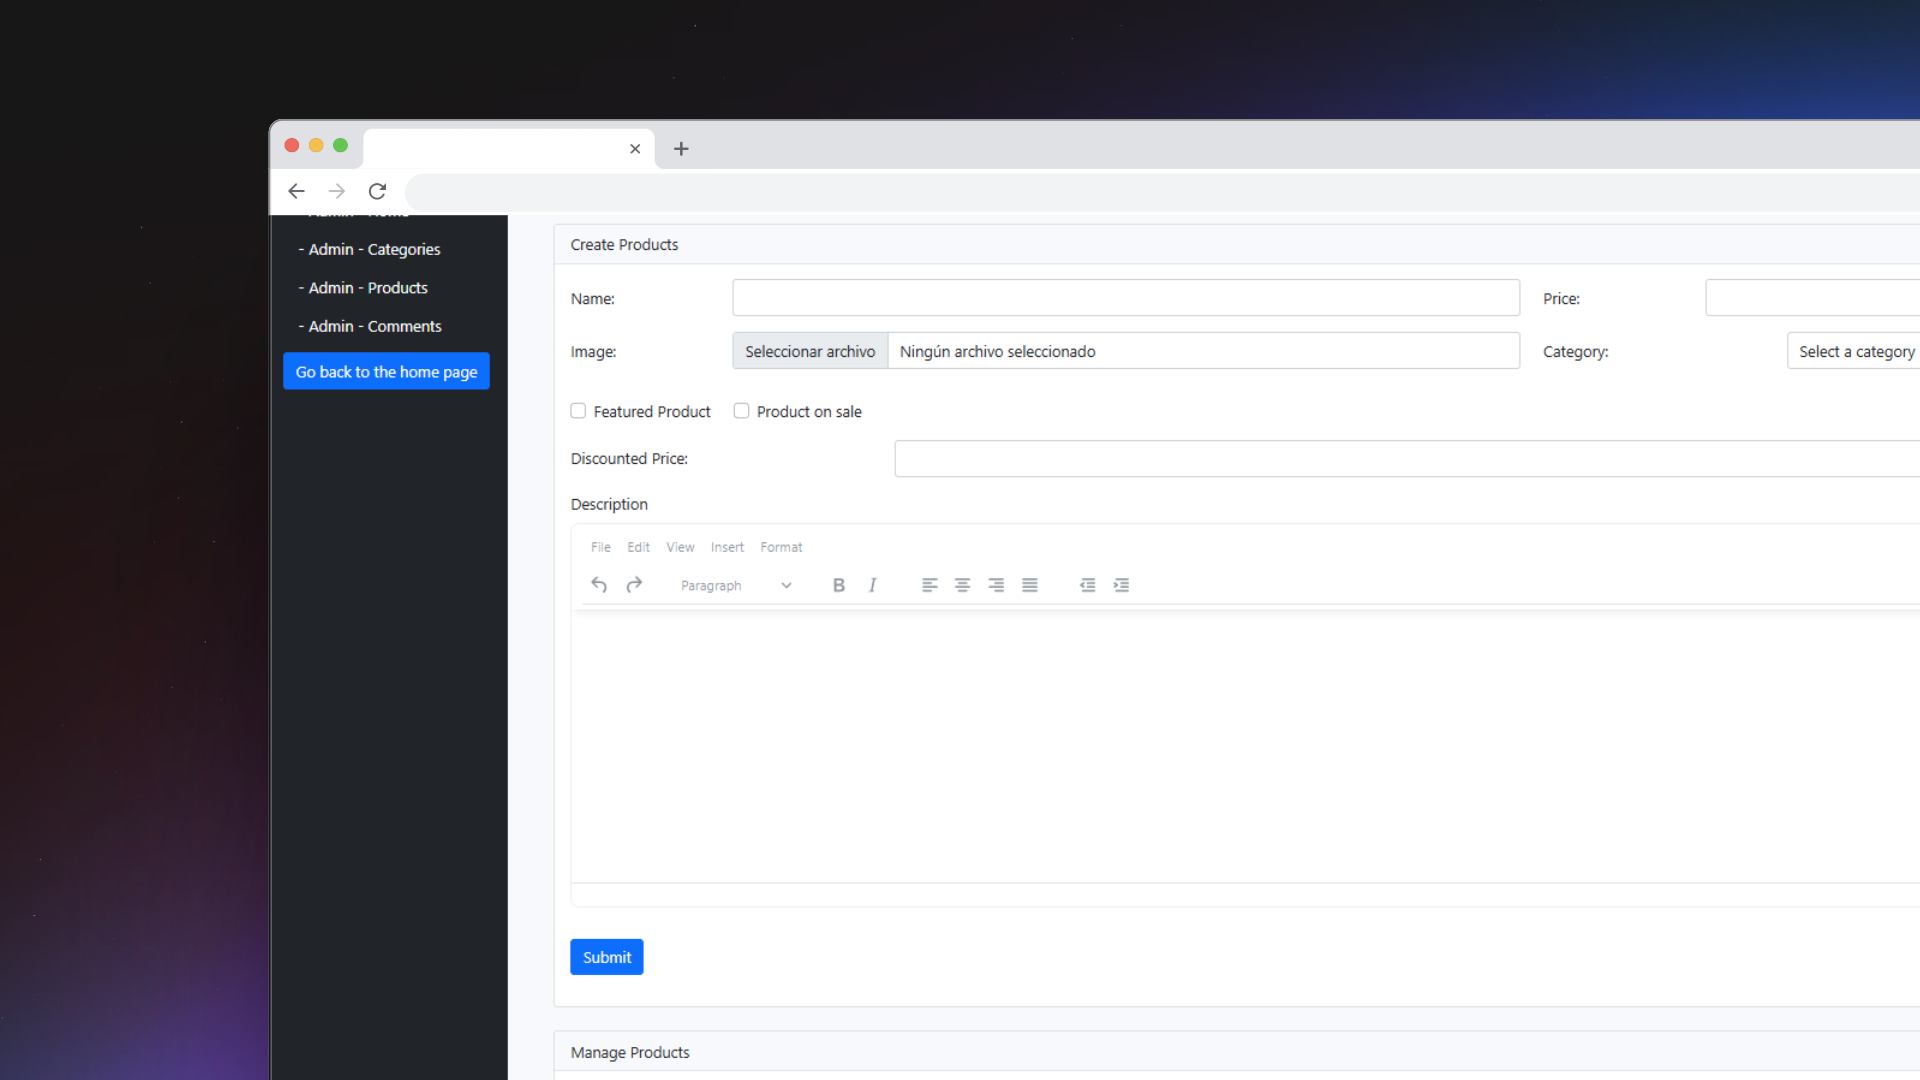 - Admin - Categories
- Admin - Products
- Admin - Comments
Go back to the home page
Create Products
Name:
Price:
Image:
Seleccionar archivo Ningún archivo seleccionado
Category:
Select a category
Featured Product
Product on sale
Discounted Price:
Description
File Edit View Insert Format
Paragraph B I
Submit
Manage Products